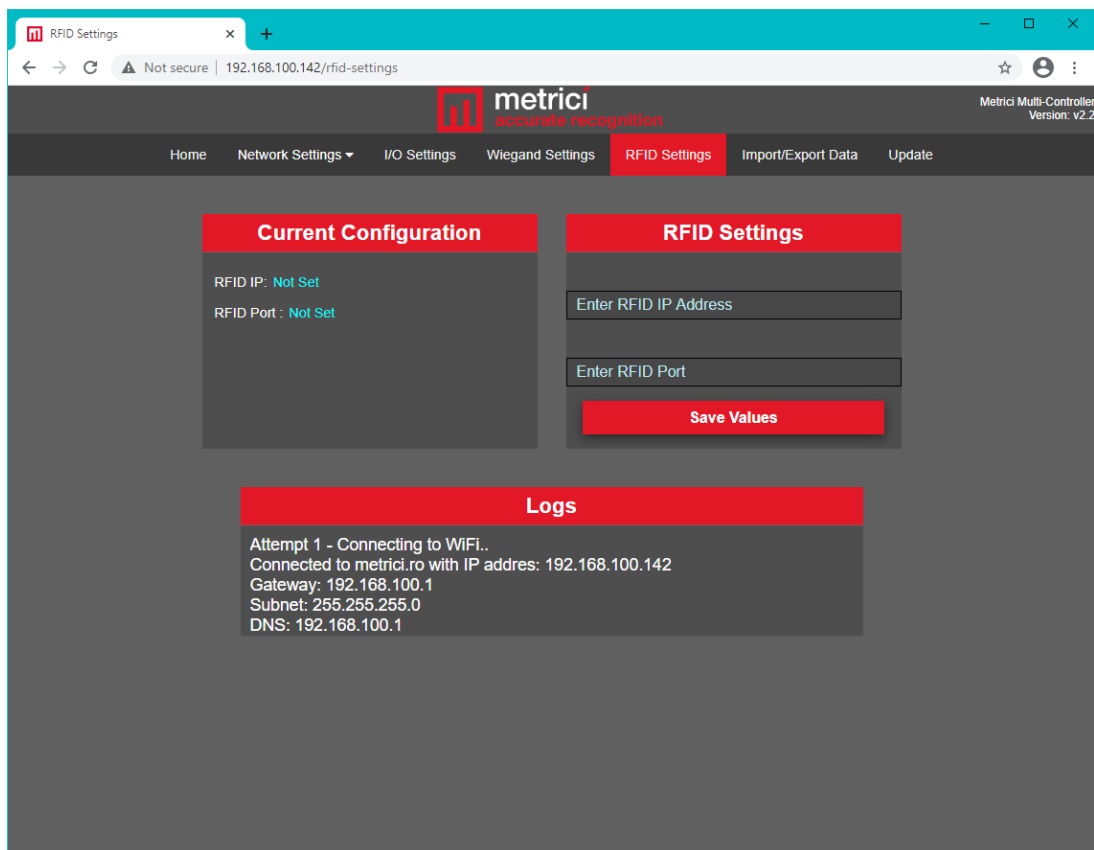 RFID Settings
Not secure | 192.168.100.142/rfid-settings
metrici
accurate recognition
Metrici Multi-Controller
Version: v2.2
Home Network Settings I/O Settings Wiegand Settings RFID Settings Import/Export Data Update
Current Configuration
RFID IP: Not Set
RFID Port : Not Set
RFID Settings
Enter RFID IP Address
Enter RFID Port
Save Values
Logs
Attempt 1 - Connecting to WiFi..
Connected to metrici.ro with IP addres: 192.168.100.142
Gateway: 192.168.100.1
Subnet: 255.255.255.0
DNS: 192.168.100.1